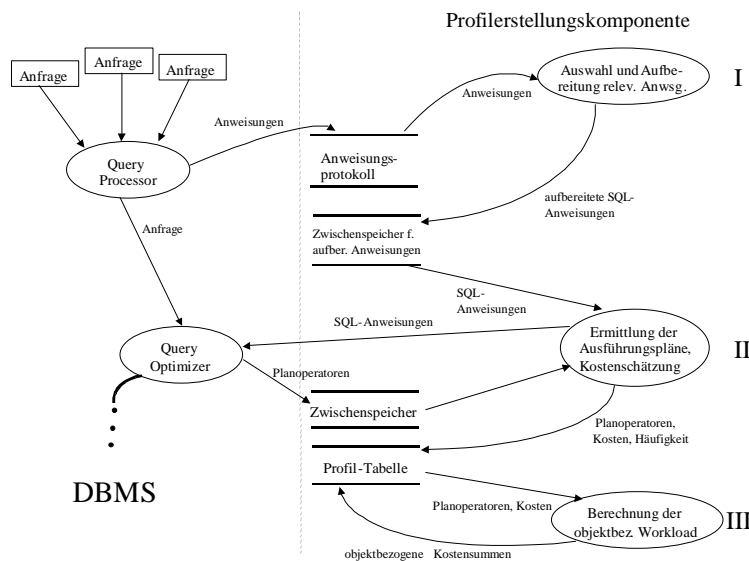 Profilerstellungskomponente
Anfrage
Anfrage
Anfrage
Auswahl und Aufbe-
reitung relev. Anwsg.
I
Anweisungen
Anweisungen
Query
Processor
Anweisungs-
protokoll
aufbereitete SQL-
Anweisungen
Anfrage
Zwischenspeicher f.
aufber. Anweisungen
SQL-
Anweisungen
SQL-Anweisungen
Query
Optimizer
Ermittlung der
Ausführungspläne,
Kostenschätzung
II
Planoperatoren
Zwischenspeicher
Planoperatoren,
Kosten, Häufigkeit
Profil-Tabelle
DBMS
Planoperatoren, Kosten
Berechnung der
objektbez. Workload
III
objektbezogene Kostensummen